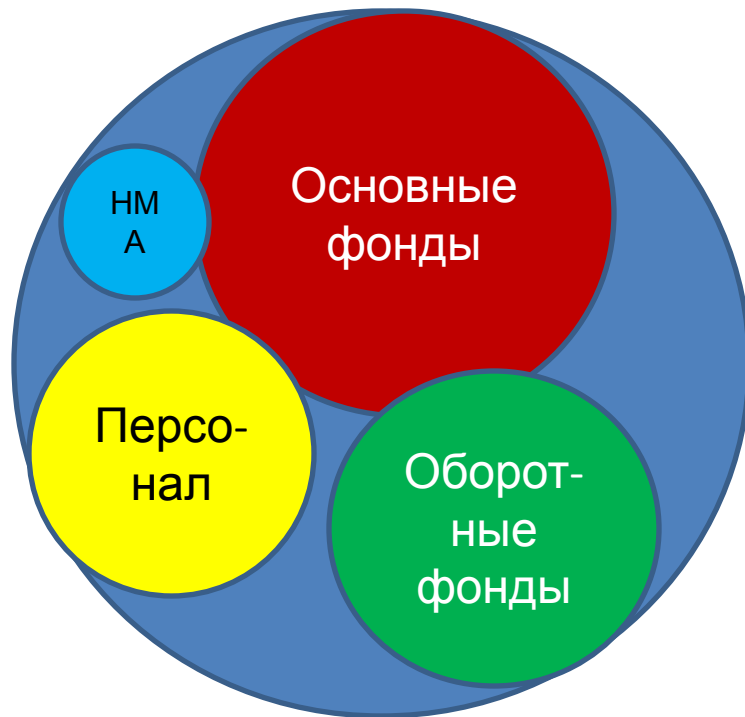 Основные
фонды
НМ
А
Персо-
нал
Оборот-
ные
фонды